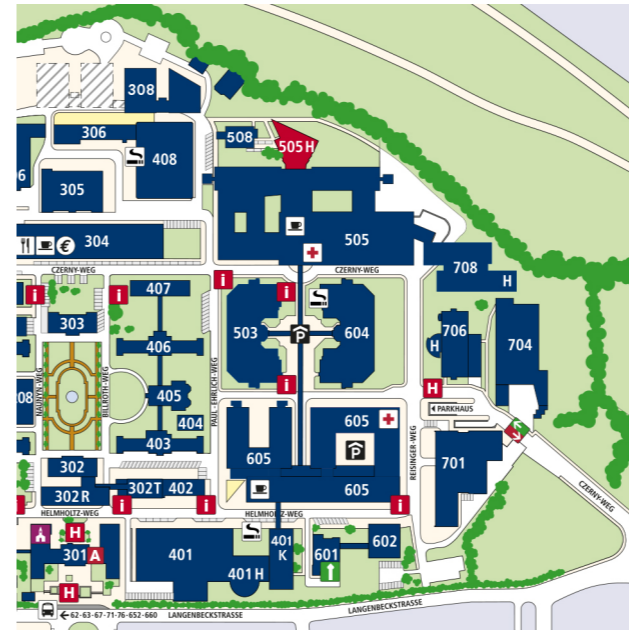 308
306
408
508
505 H
305
304
€
505
CZERNY-WEG
CZERNY-WEG
708
H
i
i
i
i
407
303
503
P
604
706
H
704
406
NAUNYN-WEG
BILLROTH-WEG
PAUL-EHRLICH-WEG
405
404
i
H
PARKHAUS
403
605
605
P
REISINGER-WEG
701
302
302 R
302T
402
605
CZERNY-WEG
i
i
i
i
HELMHOLTZ-WEG
HELMHOLTZ-WEG
H
301
A
H
401
401 H
401
K
601
602
62-63-67-71-76-652-660
LANGENBECKSTRASSE
LANGENBECKSTRASSE